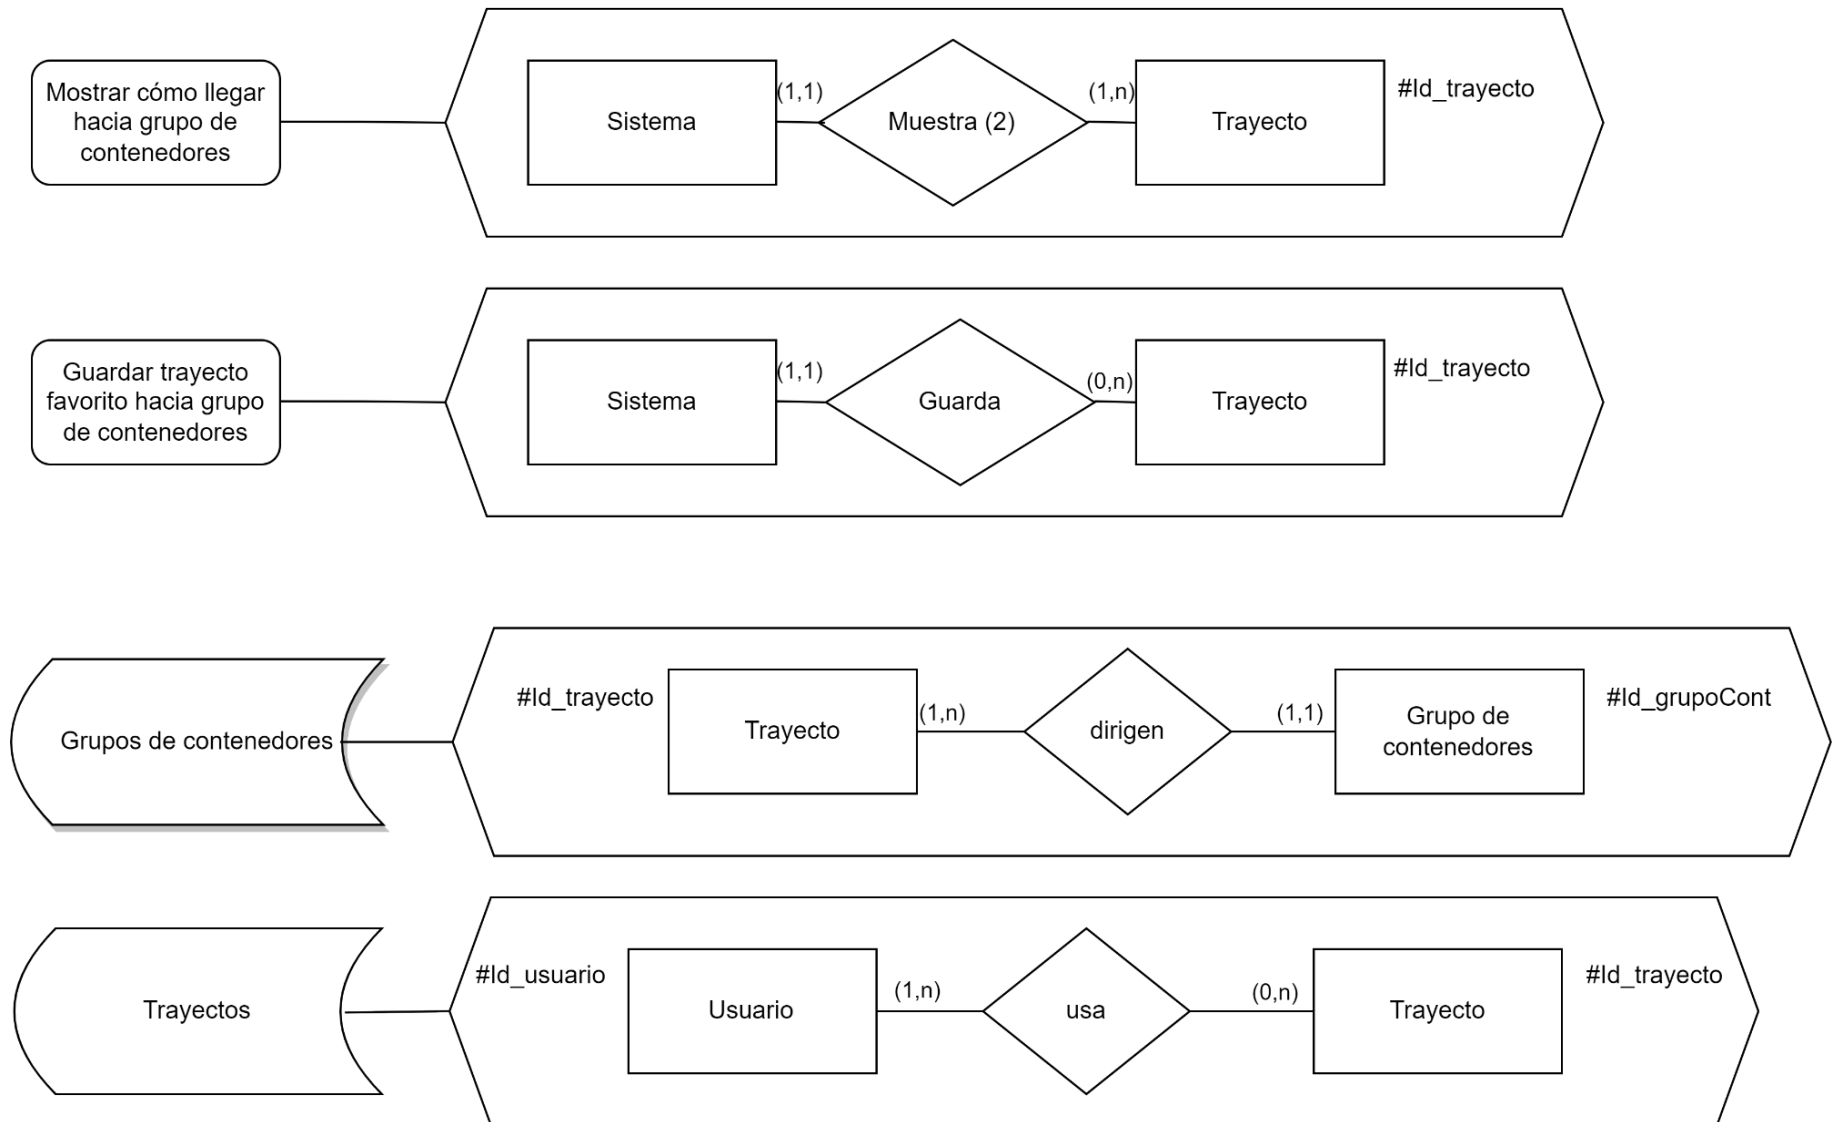 Mostrar cómo llegar
hacia grupo de
contenedores
Sistema
(1,1)
Muestra (2)
(1,n)
Trayecto
#Id_trayecto
Guardar trayecto
favorito hacia grupo
de contenedores
Sistema
(1,1)
Guarda
(0,n)
Trayecto
#Id_trayecto
Grupos de contenedores
#Id_trayecto
Trayecto
(1,n)
dirigen
(1,1)
Grupo de
contenedores
#Id_grupoCont
Trayectos
#Id_usuario
Usuario
(1,n)
usa
(0,n)
Trayecto
#Id_trayecto